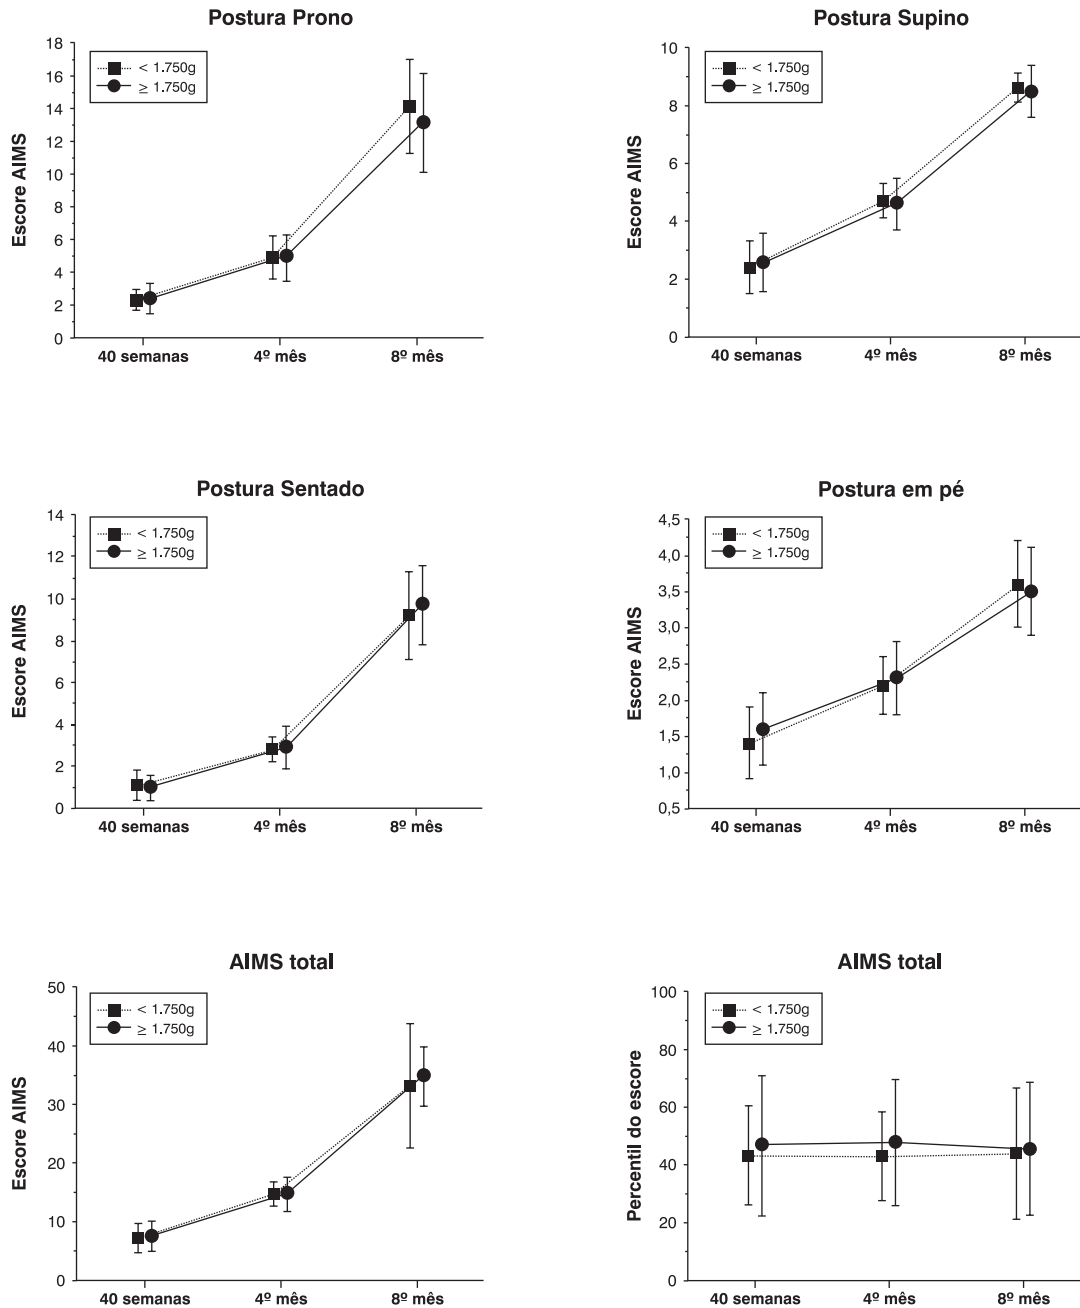 Postura Prono
Escore AIMS
18
16
14
12
10
8
6
4
2
0
< 1.750g
≥ 1.750g
40 semanas 4º mês 8º mês
Postura Supino
Escore AIMS
10
8
6
4
2
0
< 1.750g
≥ 1.750g
40 semanas 4º mês 8º mês
Postura Sentado
Escore AIMS
14
12
10
8
6
4
2
0
< 1.750g
≥ 1.750g
40 semanas 4º mês 8º mês
Postura em pé
Escore AIMS
4,5
4,0
3,5
3,0
2,5
2,0
1,5
1,0
0,5
< 1.750g
≥ 1.750g
40 semanas 4º mês 8º mês
AIMS total
Escore AIMS
50
40
30
20
10
0
< 1.750g
≥ 1.750g
40 semanas 4º mês 8º mês
AIMS total
Percentil do escore
100
80
60
40
20
0
< 1.750g
≥ 1.750g
40 semanas 4º mês 8º mês